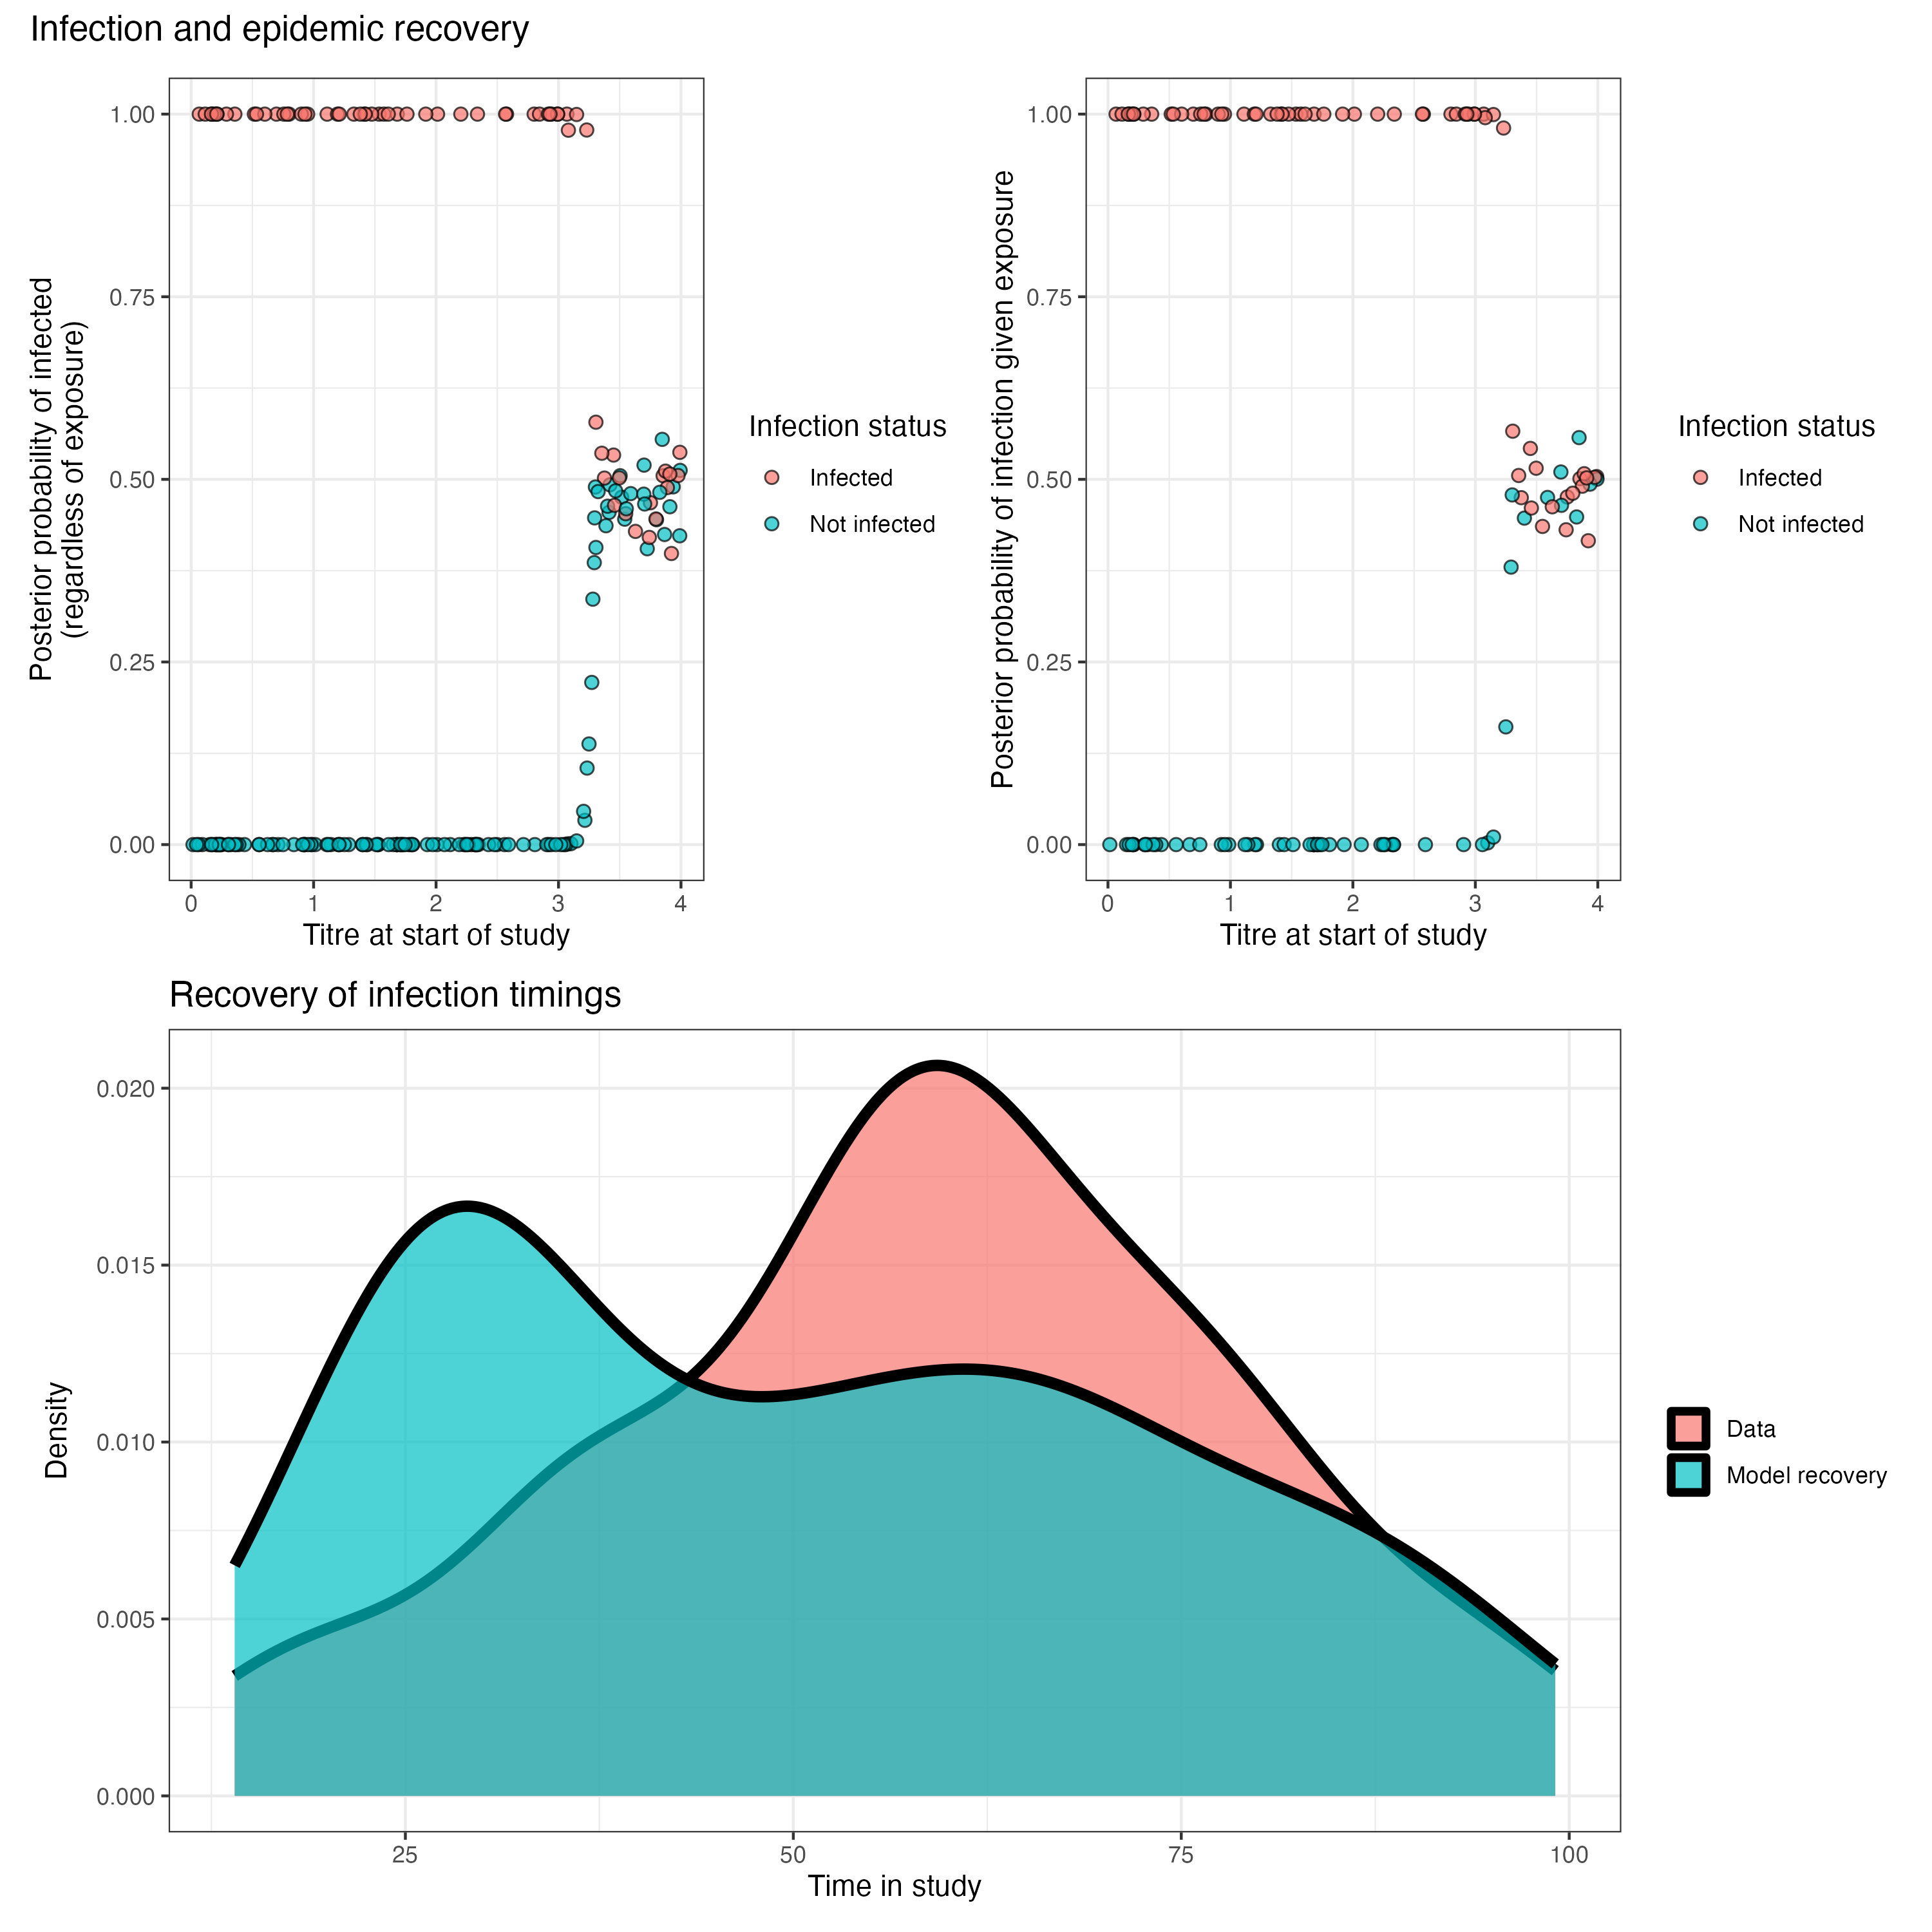 Infection and epidemic recovery
Posterior probability of infected
(regardless of exposure)
1.00
0.75
0.50
0.25
0.00
0 1 2 3 4
Titre at start of study
Infection status
Infected
Not infected
Posterior probability of infection given exposure
1.00
0.75
0.50
0.25
0.00
0 1 2 3 4
Titre at start of study
Infection status
Infected
Not infected
Recovery of infection timings
Density
0.020
0.015
0.010
0.005
0.000
25 50 75 100
Time in study
Data
Model recovery